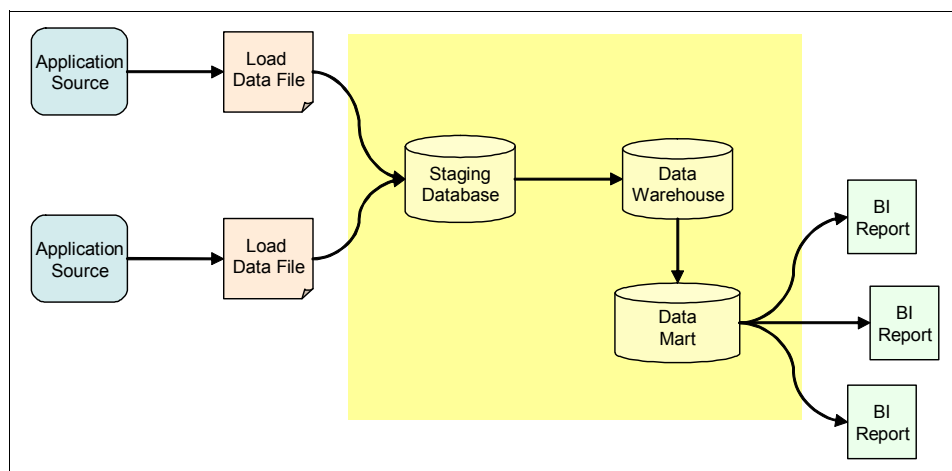 Application
Source
Load
Data File
Staging
Database
Data
Warehouse
BI
Report
Application
Source
Load
Data File
Data
Mart
BI
Report
BI
Report